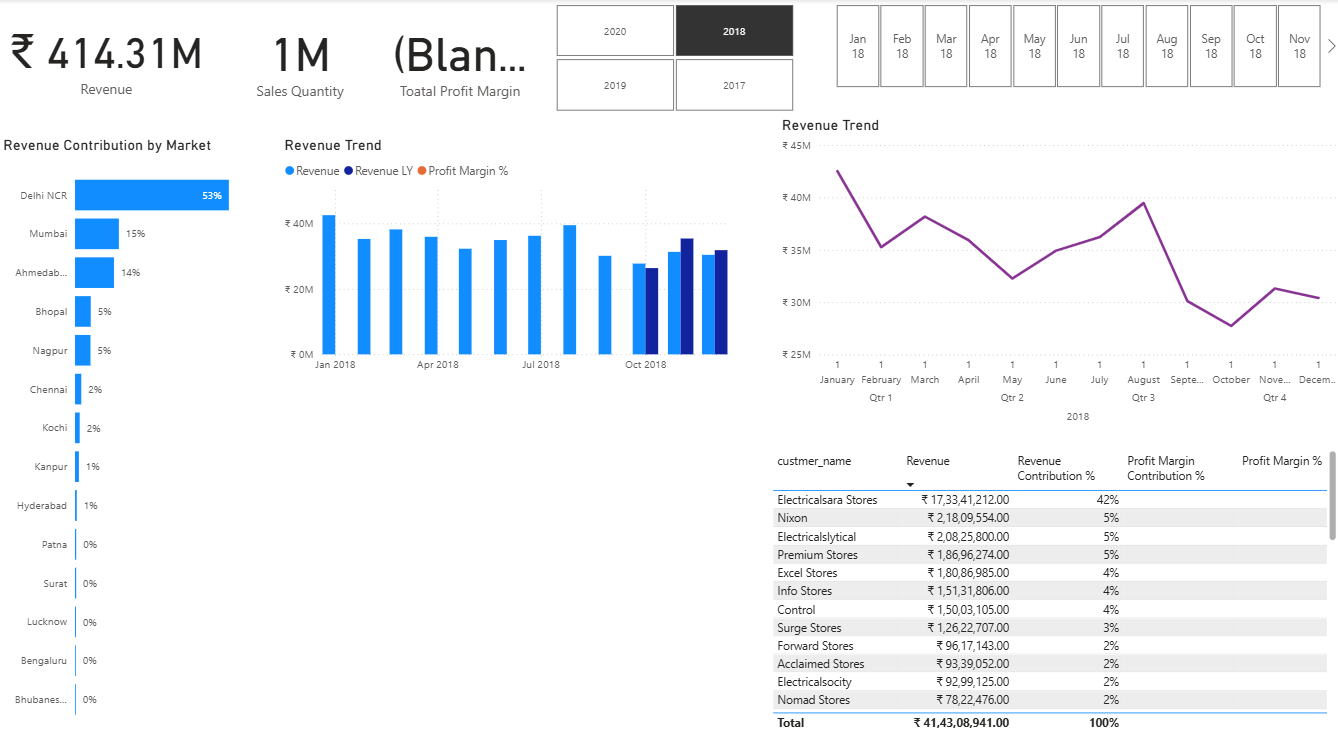 ₹ 414.31M
Revenue
1M
Sales Quantity
(Blan...
Toatal Profit Margin
2020
2018
2019
2017
Jan 18
Feb 18
Mar 18
Apr 18
May 18
Jun 18
Jul 18
Aug 18
Sep 18
Oct 18
Nov 18
Revenue Contribution by Market
Delhi NCR 53%
Mumbai 15%
Ahmedab... 14%
Bhopal 5%
Nagpur 5%
Chennai 2%
Kochi 2%
Kanpur 1%
Hyderabad 1%
Patna 0%
Surat 0%
Lucknow 0%
Bengaluru 0%
Bhubanes... 0%
Revenue Trend
Revenue Revenue LY Profit Margin %
₹ 40M
₹ 20M
₹ 0M
Jan 2018 Apr 2018 Jul 2018 Oct 2018
Revenue Trend
₹ 45M
₹ 40M
₹ 35M
₹ 30M
₹ 25M
1 1 1 1 1 1 1 1 1 1 1 1
January February March April May June July August Septe... October Nove... Decem...
Qtr 1 Qtr 2 Qtr 3 Qtr 4
2018
custmer_name Revenue Revenue Contribution % Profit Margin Contribution % Profit Margin %
Electricalsara Stores ₹ 17,33,41,212.00 42%
Nixon ₹ 2,18,09,554.00 5%
Electricalslytical ₹ 2,08,25,800.00 5%
Premium Stores ₹ 1,86,96,274.00 5%
Excel Stores ₹ 1,80,86,985.00 4%
Info Stores ₹ 1,51,31,806.00 4%
Control ₹ 1,50,03,105.00 4%
Surge Stores ₹ 1,26,22,707.00 3%
Forward Stores ₹ 96,17,143.00 2%
Acclaimed Stores ₹ 93,39,052.00 2%
Electricalsocity ₹ 92,99,125.00 2%
Nomad Stores ₹ 78,22,476.00 2%
Total ₹ 41,43,08,941.00 100%